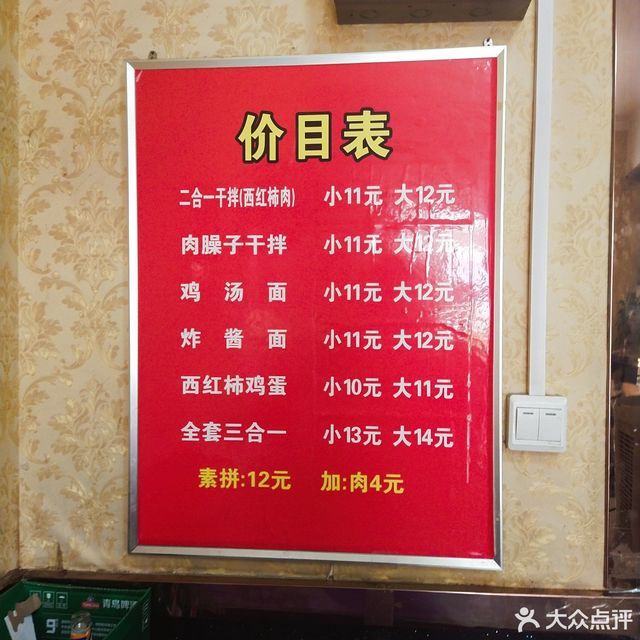 价目表
二合一干拌(西红柿肉) 小11元 大12元
肉臊子干拌 小11元 大12元
鸡汤面 小11元 大12元
炸酱面 小11元 大12元
西红柿鸡蛋 小10元 大11元
全套三合一 小13元 大14元
素拼:12元 加:肉4元
青岛啤酒
大众点评